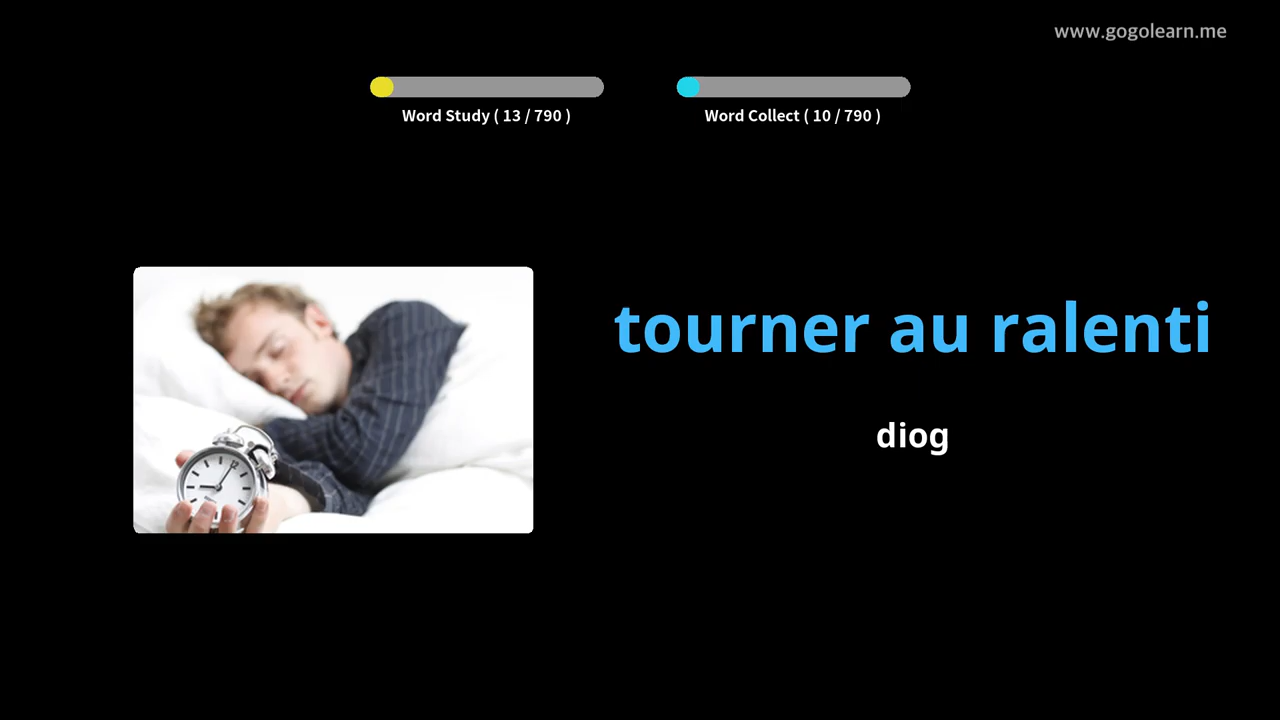 www.gogolearn.me
Word Study ( 13 / 790 )
Word Collect ( 10 / 790 )
tourner au ralenti
diog